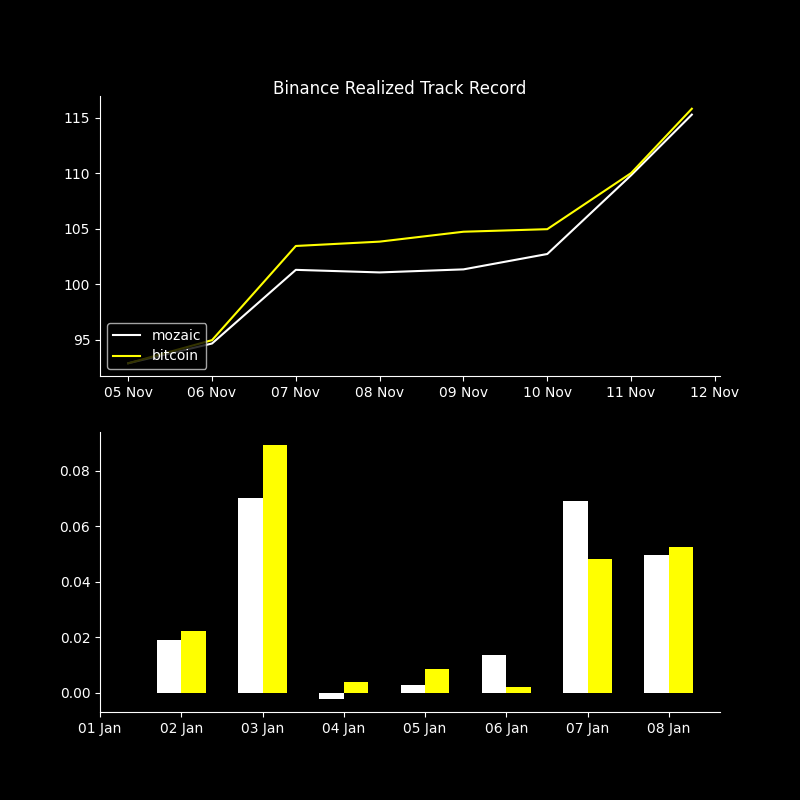 Binance Realized Track Record
115
110
105
100
95
mozaic
bitcoin
05 Nov 06 Nov 07 Nov 08 Nov 09 Nov 10 Nov 11 Nov 12 Nov
0.08
0.06
0.04
0.02
0.00
01 Jan 02 Jan 03 Jan 04 Jan 05 Jan 06 Jan 07 Jan 08 Jan